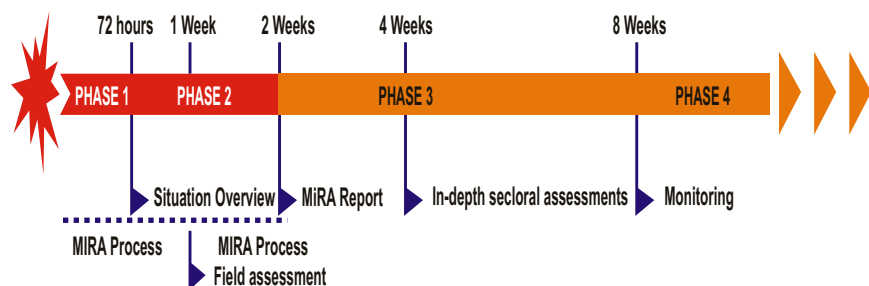 72 hours 1 Week 2 Weeks 4 Weeks 8 Weeks
PHASE 1 PHASE 2 PHASE 3 PHASE 4
Situation Overview MiRA Report In-depth secloral assessments Monitoring
MIRA Process MIRA Process
Field assessment